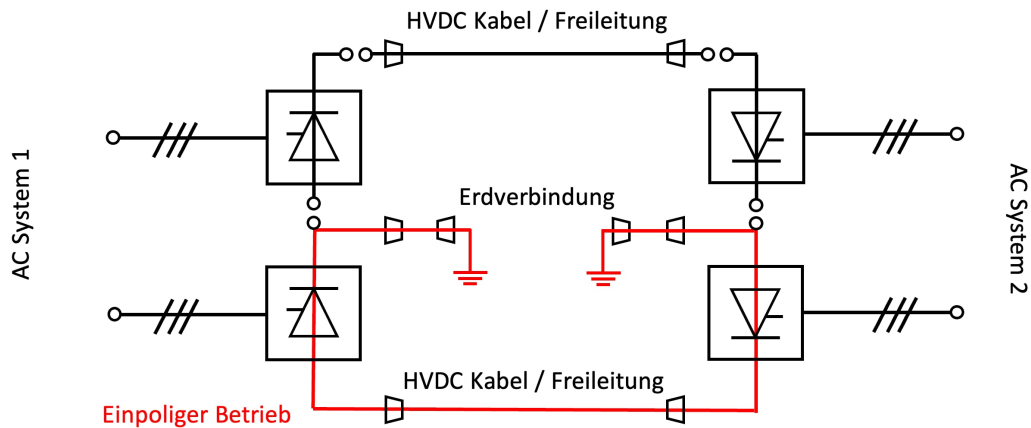 HVDC Kabel / Freileitung
AC System 1
Erdverbindung
AC System 2
HVDC Kabel / Freileitung
Einpoliger Betrieb